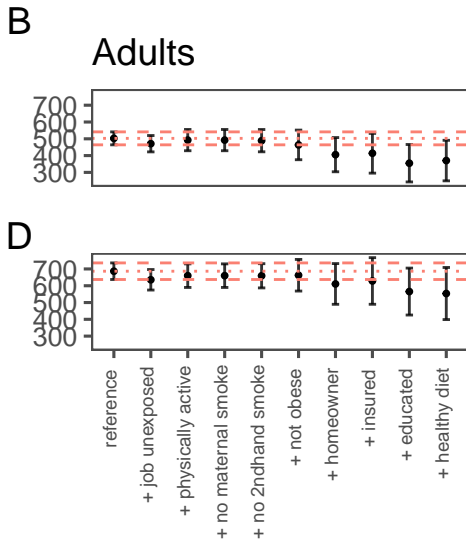 B
Adults
700
600
500
400
300
D
700
600
500
400
300
reference
+ job unexposed
+ physically active
+ no maternal smoke
+ no 2ndhand smoke
+ not obese
+ homeowner
+ insured
+ educated
+ healthy diet